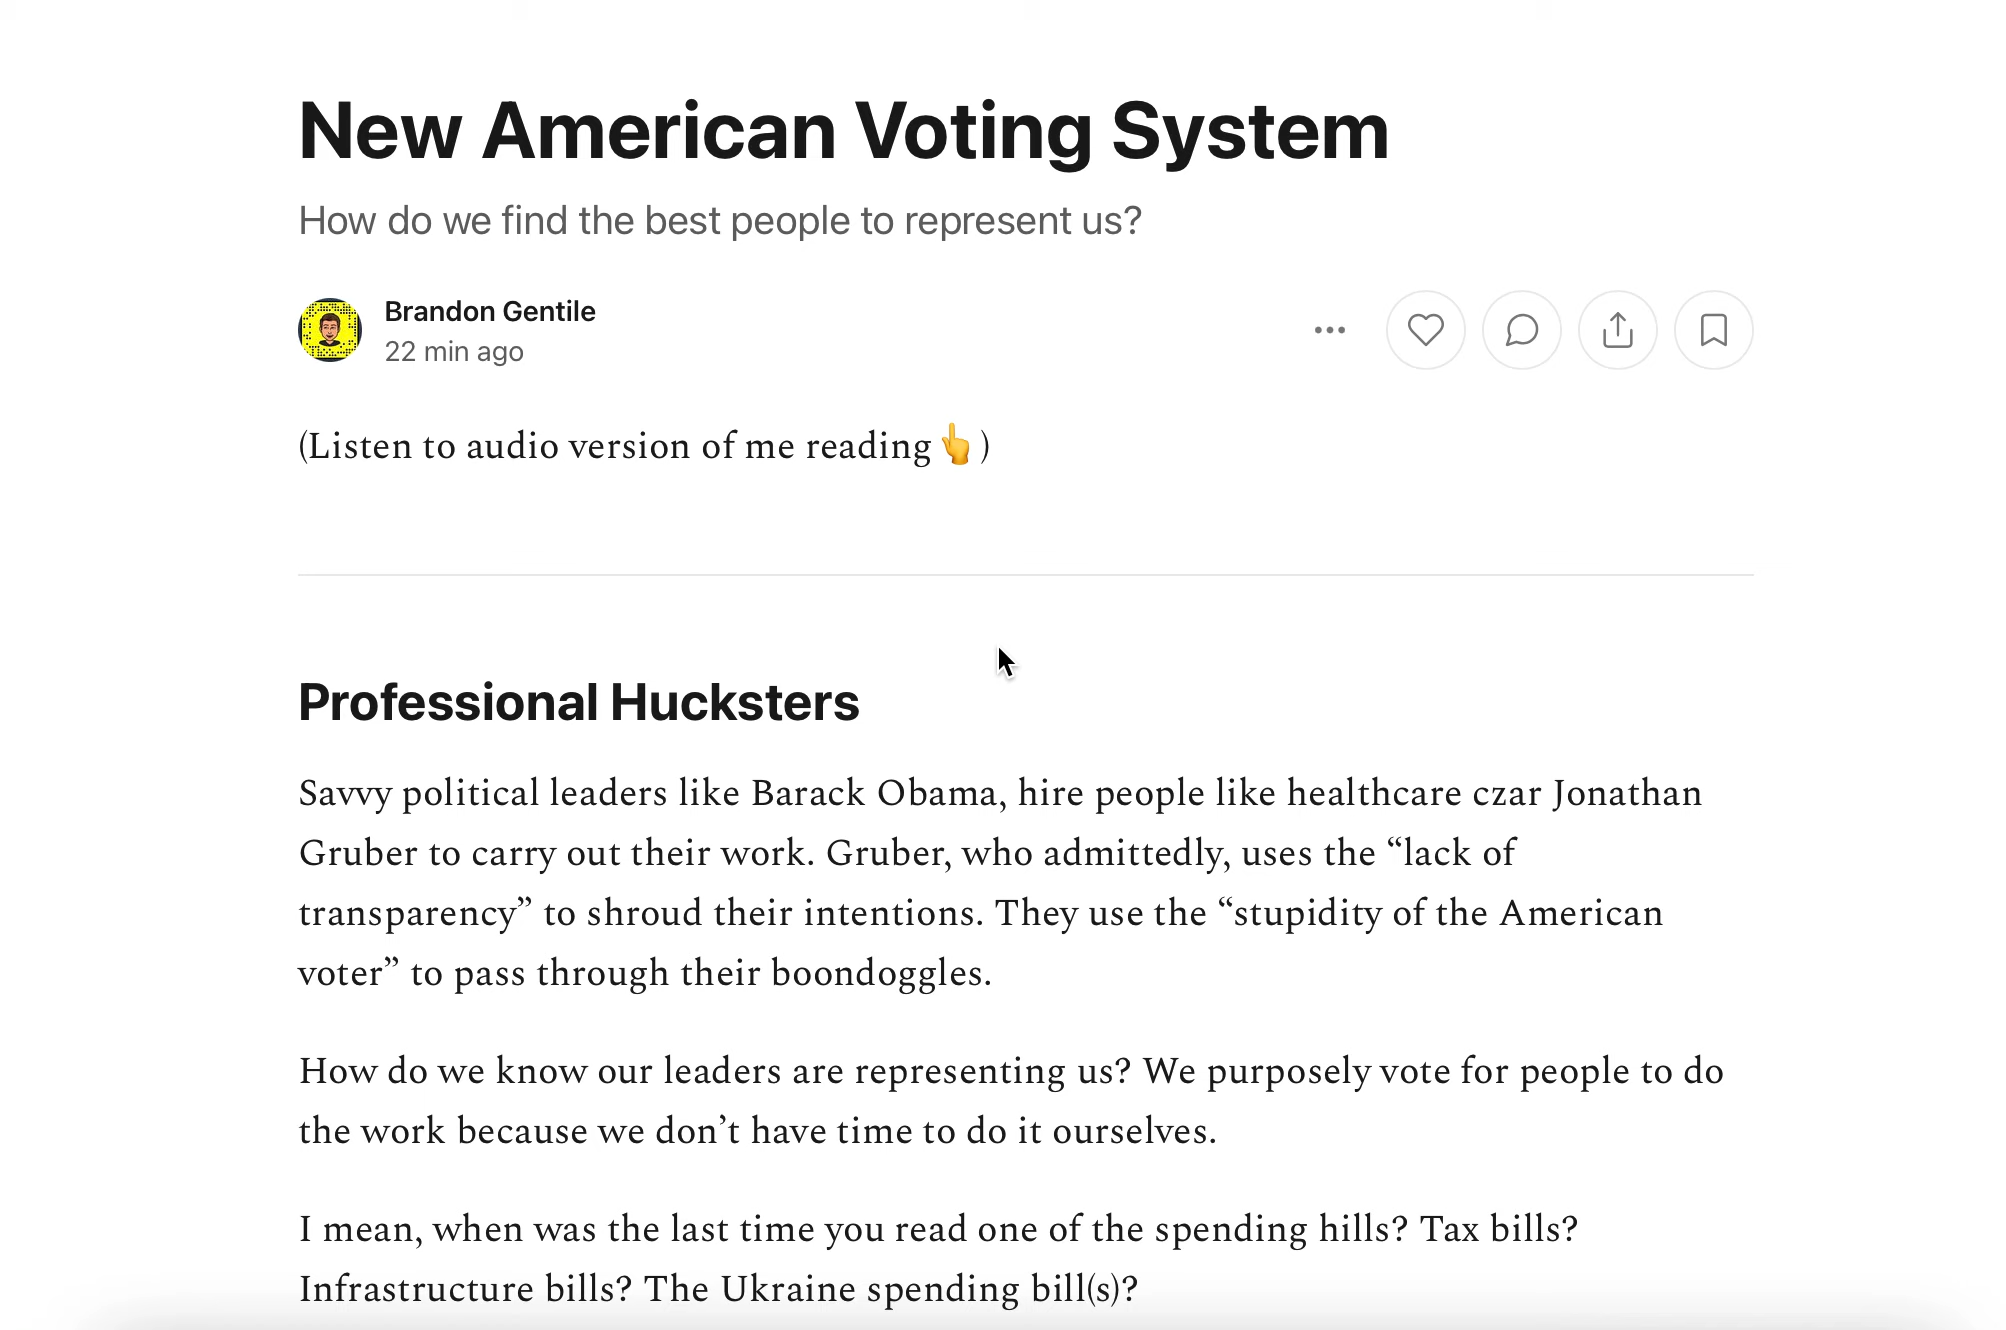 New American Voting System
How do we find the best people to represent us?
Brandon Gentile
22 min ago
(Listen to audio version of me reading👆)
Professional Hucksters
Savvy political leaders like Barack Obama, hire people like healthcare czar Jonathan
Gruber to carry out their work. Gruber, who admittedly, uses the “lack of
transparency” to shroud their intentions. They use the “stupidity of the American
voter” to pass through their boondoggles.
How do we know our leaders are representing us? We purposely vote for people to do
the work because we don’t have time to do it ourselves.
I mean, when was the last time you read one of the spending hills? Tax bills?
Infrastructure bills? The Ukraine spending bill(s)?